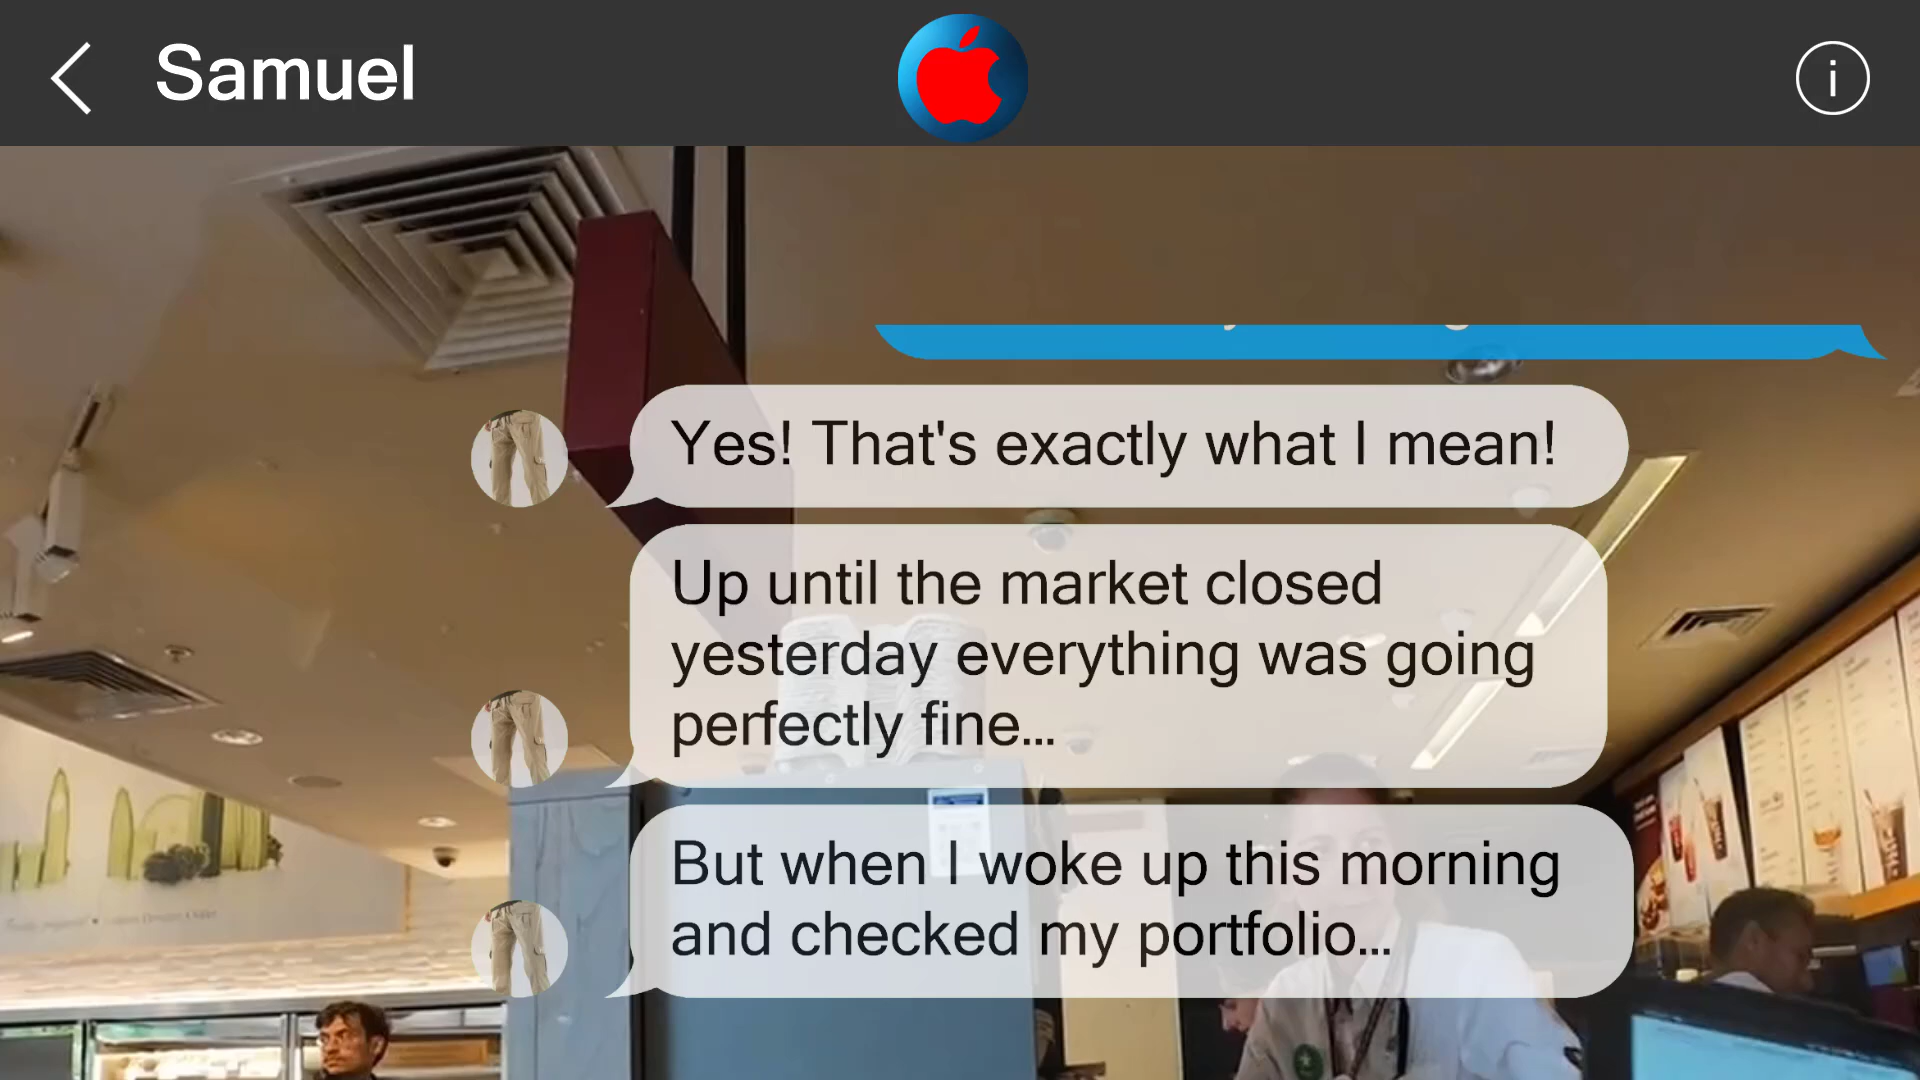 Samuel
i
Yes! That's exactly what I mean!
Up until the market closed
yesterday everything was going
perfectly fine...
But when I woke up this morning
and checked my portfolio...